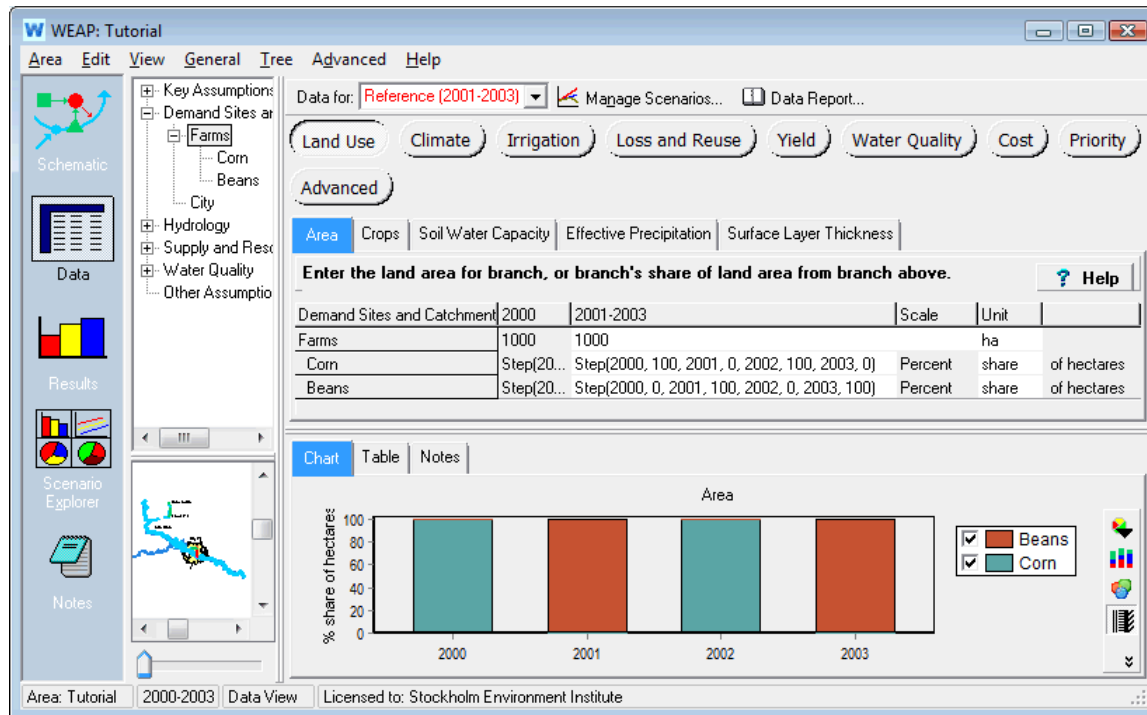 WEAP: Tutorial
Area Edit View General Tree Advanced Help
Schematic
Data
Results
Scenario
Explorer
Notes
Key Assumptions
Demand Sites ar
Farms
Corn
Beans
City
Hydrology
Supply and Reso
Water Quality
Other Assumptio
Data for: Reference (2001-2003) Manage Scenarios... Data Report...
Land Use Climate Irrigation Loss and Reuse Yield Water Quality Cost Priority
Advanced
Area Crops Soil Water Capacity Effective Precipitation Surface Layer Thickness
Enter the land area for branch, or branch's share of land area from branch above.
? Help
Demand Sites and Catchment 2000 2001-2003 Scale Unit
Farms 1000 1000 ha
Corn Step(20... Step(2000, 100, 2001, 0, 2002, 100, 2003, 0) Percent share of hectares
Beans Step(20... Step(2000, 0, 2001, 100, 2002, 0, 2003, 100) Percent share of hectares
Chart Table Notes
Area
% share of hectares
100
80
60
40
20
0
2000 2001 2002 2003
Beans
Corn
Area: Tutorial 2000-2003 Data View Licensed to: Stockholm Environment Institute